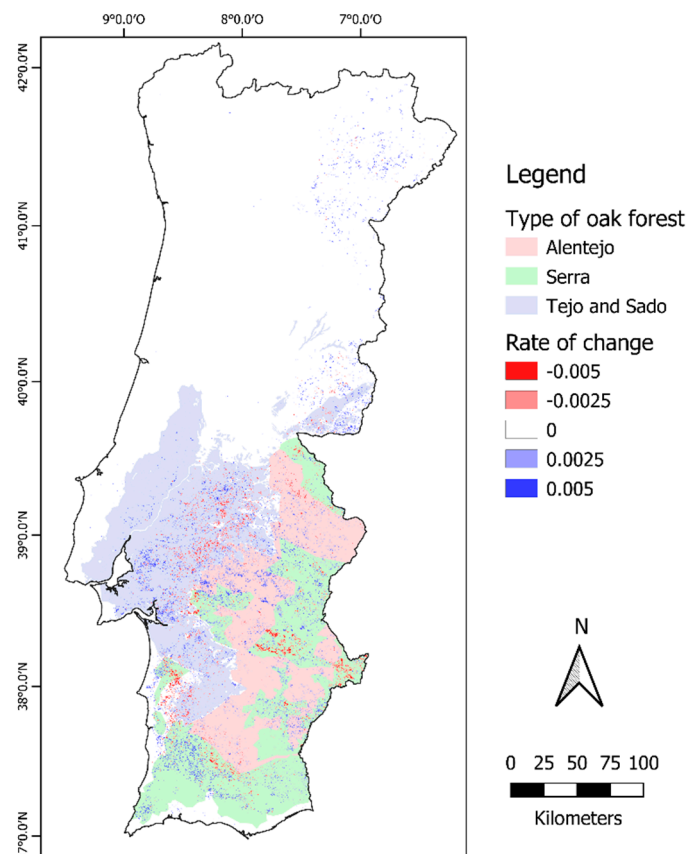 9°0.0'O 8°0.0'O 7°0.0'O
42°0.0'N
41°0.0'N
40°0.0'N
39°0.0'N
38°0.0'N
7°0.0'N
Legend
Type of oak forest
Alentejo
Serra
Tejo and Sado
Rate of change
-0.005
-0.0025
0
0.0025
0.005
N
0 25 50 75 100
Kilometers